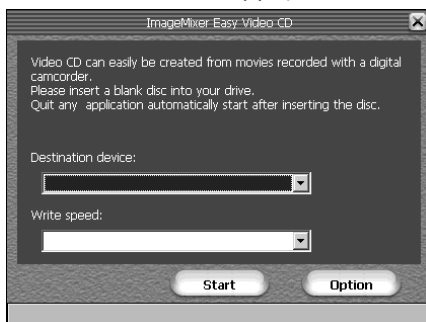 ImageMixer Easy Video CD
Video CD can easily be created from movies recorded with a digital
camcorder.
Please insert a blank disc into your drive.
Quit any application automatically start after inserting the disc.
Destination device:
Write speed:
Start Option